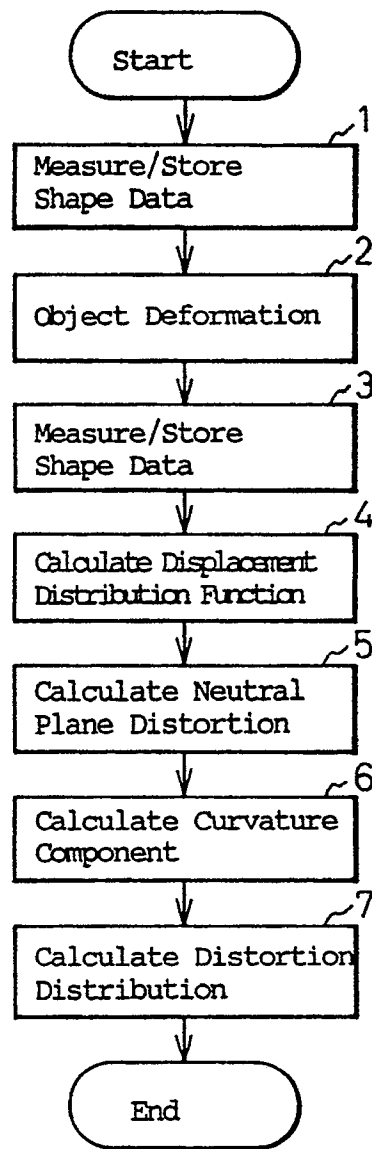 Start
1
Measure/Store
Shape Data
2
Object Deformation
3
Measure/Store
Shape Data
4
Calculate Displacement
Distribution Function
5
Calculate Neutral
Plane Distortion
6
Calculate Curvature
Component
7
Calculate Distortion
Distribution
End